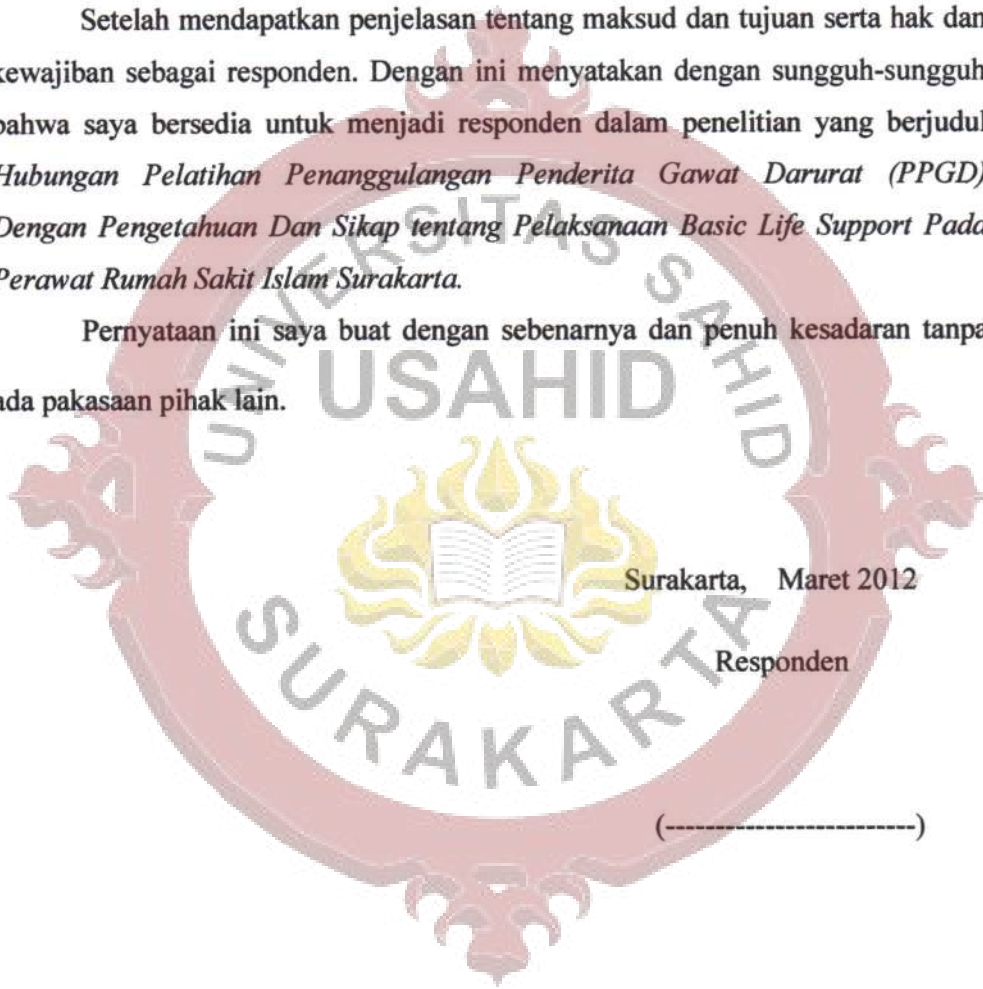 Setelah mendapatkan penjelasan tentang maksud dan tujuan serta hak dan
kewajiban sebagai responden. Dengan ini menyatakan dengan sungguh-sungguh
bahwa saya bersedia untuk menjadi responden dalam penelitian yang berjudul
Hubungan Pelatihan Penanggulangan Penderita Gawat Darurat (PPGD)
Dengan Pengetahuan Dan Sikap tentang Pelaksanaan Basic Life Support Pada
Perawat Rumah Sakit Islam Surakarta.
Pernyataan ini saya buat dengan sebenarnya dan penuh kesadaran tanpa
ada pakasaan pihak lain.
UNIVERSITAS SAHID
USAHID
SURAKARTA
Surakarta, Maret 2012
Responden
(-------------------------)